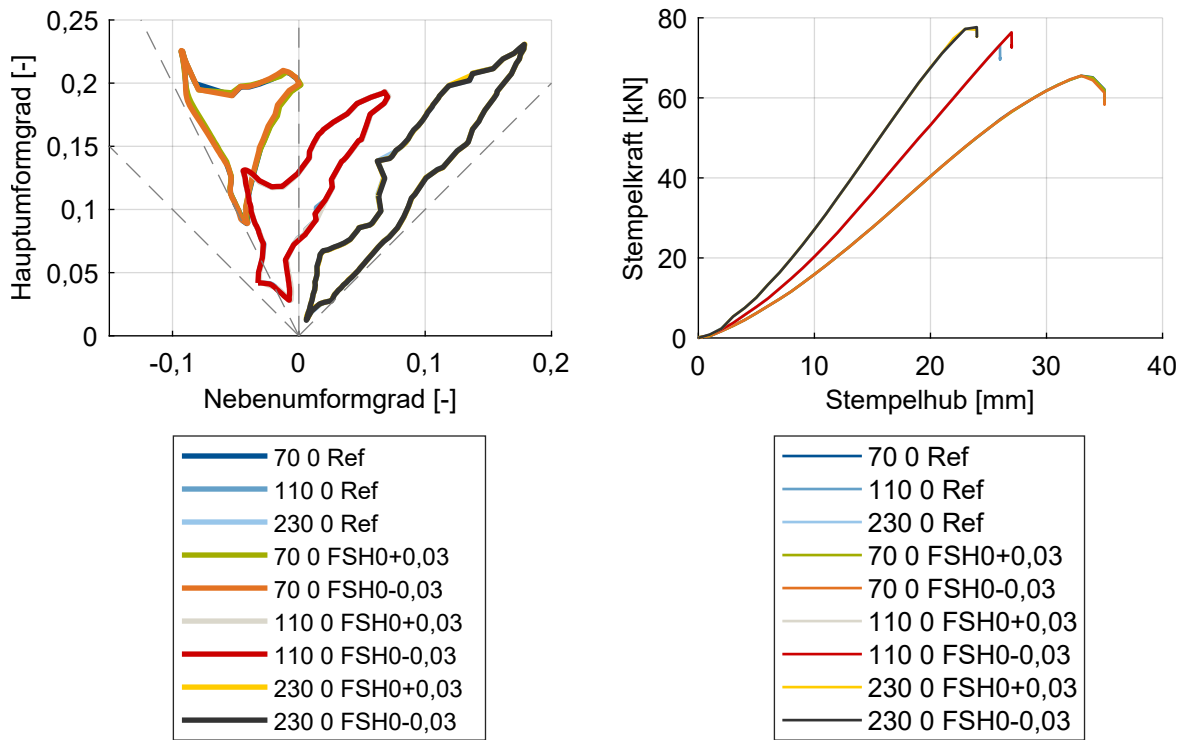 0,25
0,2
0,15
0,1
0,05
0
-0,1
0
0,1
0,2
Hauptumformgrad [-]
Nebenumformgrad [-]
70 0 Ref
110 0 Ref
230 0 Ref
70 0 FSH0+0,03
70 0 FSH0-0,03
110 0 FSH0+0,03
110 0 FSH0-0,03
230 0 FSH0+0,03
230 0 FSH0-0,03
80
60
40
20
0
0
10
20
30
40
Stempelkraft [kN]
Stempelhub [mm]
70 0 Ref
110 0 Ref
230 0 Ref
70 0 FSH0+0,03
70 0 FSH0-0,03
110 0 FSH0+0,03
110 0 FSH0-0,03
230 0 FSH0+0,03
230 0 FSH0-0,03